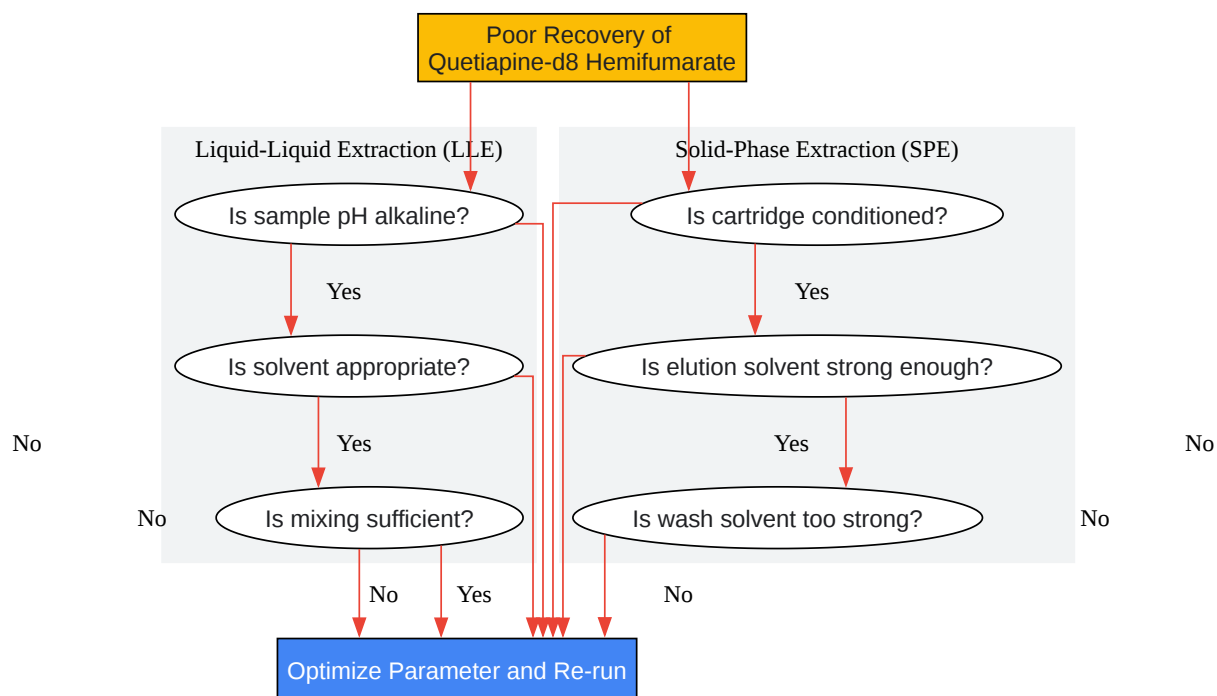 Poor Recovery of
Quetiapine-d8 Hemifumarate
Liquid-Liquid Extraction (LLE)
Solid-Phase Extraction (SPE)
Is sample pH alkaline?
Is cartridge conditioned?
Yes
Yes
Is solvent appropriate?
Is elution solvent strong enough?
No
Yes
Yes
No
No
Is mixing sufficient?
Is wash solvent too strong?
No
No
Yes
No
Optimize Parameter and Re-run